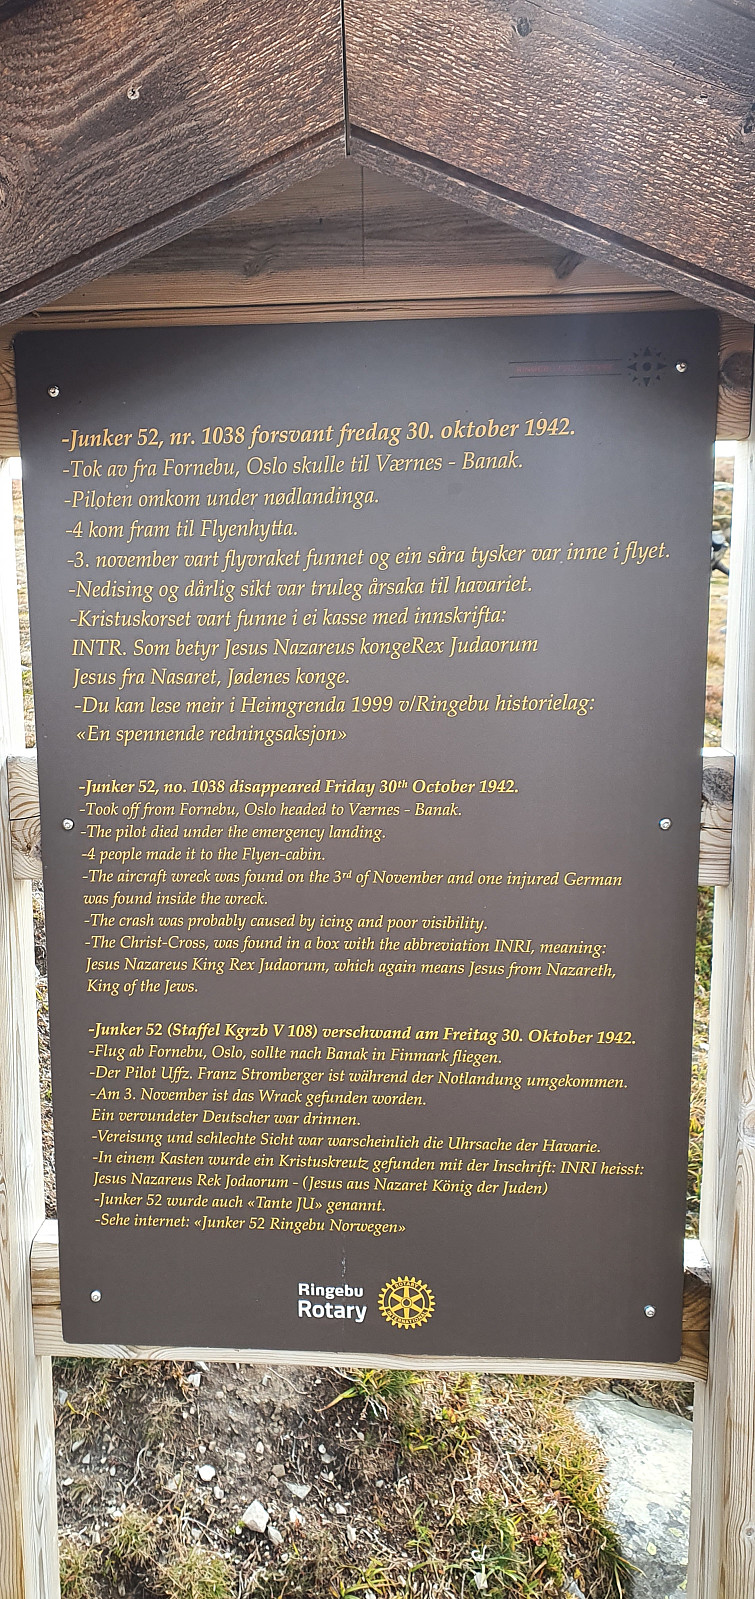 -Junker 52, nr. 1038 forsvant fredag 30. oktober 1942.
-Tok av fra Fornebu, Oslo skulle til Værnes - Banak.
-Piloten omkom under nødlandinga.
-4 kom fram til Flyenhytta.
-3. november vart flyvraket funnet og ein såra tysker var inne i flyet.
-Nedising og dårlig sikt var truleg årsaka til havariet.
-Kristuskorset vart funne i ei kasse med innskrifta:
INTR. Som betyr Jesus Nazareus kongeRex Judaorum
Jesus fra Nasaret, Jødenes konge.
-Du kan lese meir i Heimgrenda 1999 v/Ringebu historielag:
«En spennende redningsaksjon»
-Junker 52, no. 1038 disappeared Friday 30th October 1942.
-Took off from Fornebu, Oslo headed to Værnes - Banak.
-The pilot died under the emergency landing.
-4 people made it to the Flyen-cabin.
-The aircraft wreck was found on the 3rd of November and one injured German
was found inside the wreck.
-The crash was probably caused by icing and poor visibility.
-The Christ-Cross, was found in a box with the abbreviation INRI, meaning:
Jesus Nazareus King Rex Judaorum, which again means Jesus from Nazareth,
King of the Jews.
-Junker 52 (Staffel Kgrzb V 108) verschwand am Freitag 30. Oktober 1942.
-Flug ab Fornebu, Oslo, sollte nach Banak in Finmark fliegen.
-Der Pilot Uffz. Franz Stromberger ist während der Notlandung umgekommen.
-Am 3. November ist das Wrack gefunden worden.
Ein vervundeter Deutscher war drinnen.
-Vereisung und schlechte Sicht war warscheinlich die Uhrsache der Havarie.
-In einem Kasten wurde ein Kristuskreutz gefunden mit der Inschrift: INRI heisst:
Jesus Nazareus Rek Jodaorum - (Jesus aus Nazaret König der Juden)
-Junker 52 wurde auch «Tante JU» genannt.
-Sehe internet: «Junker 52 Ringebu Norwegen»
Ringebu
Rotary
ROTARY
INTERNATIONAL